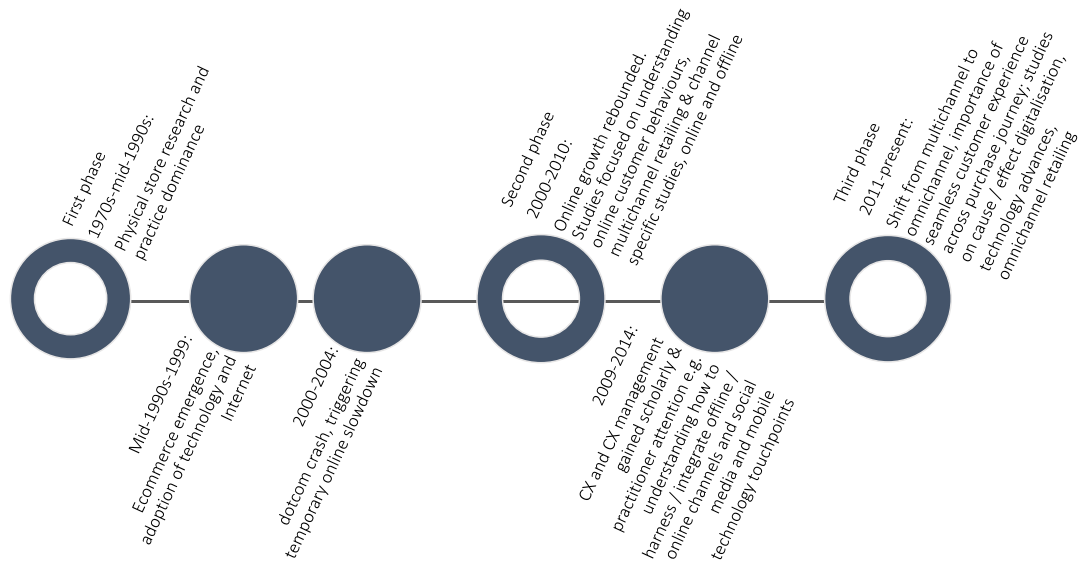 First phase
1970s-mid-1990s:
Physical store research and
practice dominance
Mid-1990s-1999:
Ecommerce emergence,
adoption of technology and
Internet
2000-2004:
dotcom crash, triggering
temporary online slowdown
Second phase
2000-2010:
Online growth rebounded.
Studies focused on understanding
online customer behaviours,
multichannel retailing & channel
specific studies, online and offline
2009-2014:
CX and CX management
gained scholarly &
practitioner attention e.g.
understanding how to
harness / integrate offline /
online channels and social
media and mobile
technology touchpoints
Third phase
2011-present:
Shift from multichannel to
omnichannel, importance of
seamless customer experience
across purchase journey; studies
on cause / effect digitalisation,
technology advances,
omnichannel retailing